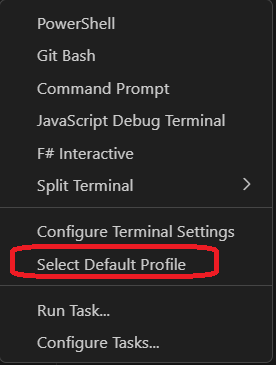 PowerShell
Git Bash
Command Prompt
JavaScript Debug Terminal
F# Interactive
Split Terminal
Configure Terminal Settings
Select Default Profile
Run Task...
Configure Tasks...